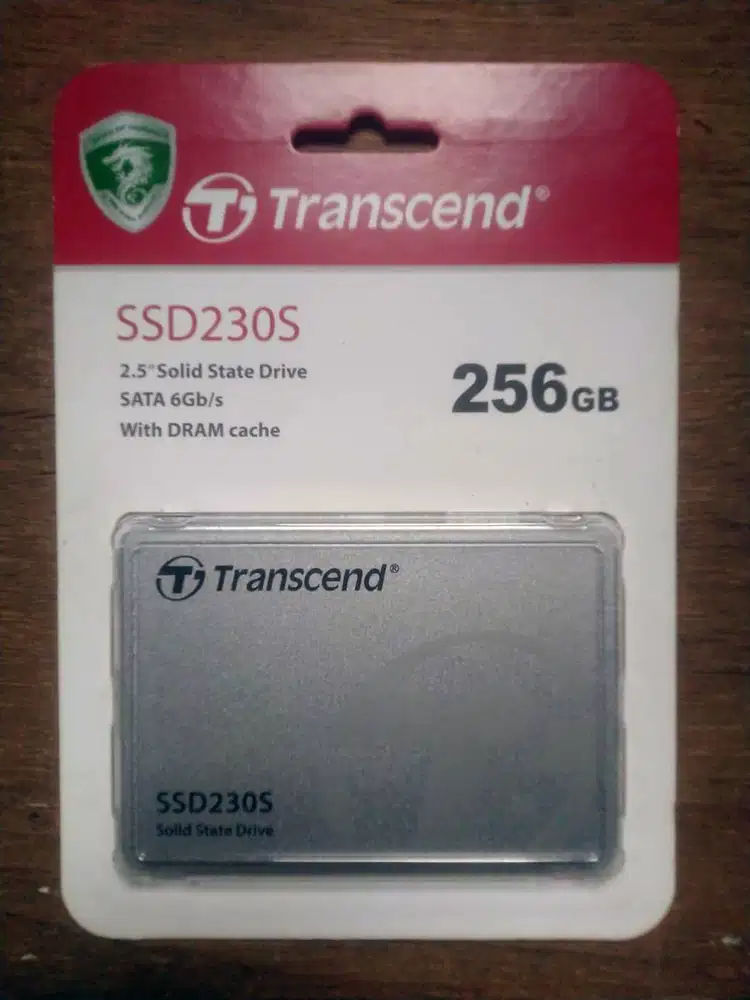 Transcend®
SSD230S
2.5" Solid State Drive
SATA 6Gb/s
With DRAM cache
256GB
Transcend®
SSD230S
Solid State Drive